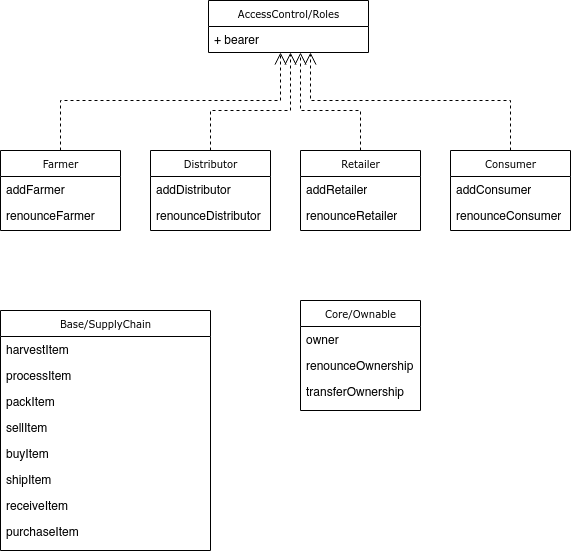 AccessControl/Roles
+ bearer
Farmer
addFarmer
renounceFarmer
Distributor
addDistributor
renounceDistributor
Retailer
addRetailer
renounceRetailer
Consumer
addConsumer
renounceConsumer
Base/SupplyChain
harvestItem
processItem
packItem
sellItem
buyItem
shipItem
receiveItem
purchaseItem
Core/Ownable
owner
renounceOwnership
transferOwnership